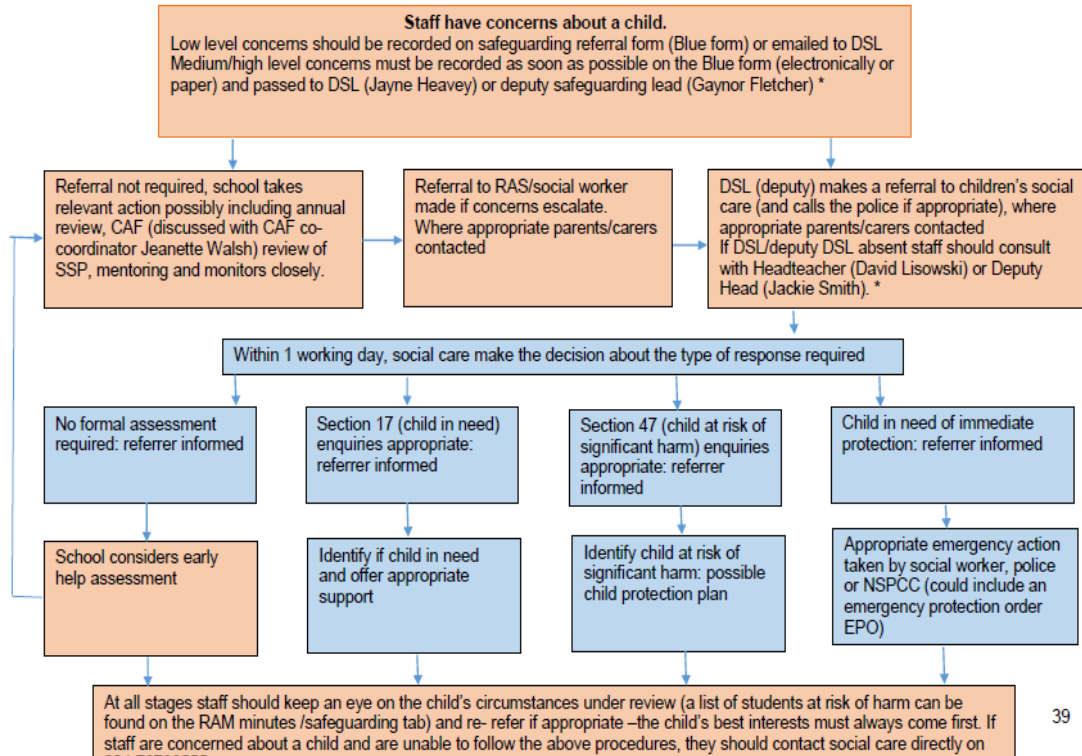 Staff have concerns about a child.
Low level concerns should be recorded on safeguarding referral form (Blue form) or emailed to DSL
Medium/high level concerns must be recorded as soon as possible on the Blue form (electronically or
paper) and passed to DSL (Jayne Heavey) or deputy safeguarding lead (Gaynor Fletcher) *
Referral not required, school takes
relevant action possibly including annual
review, CAF (discussed with CAF co-
coordinator Jeanette Walsh) review of
SSP, mentoring and monitors closely.
Referral to RAS/social worker
made if concerns escalate.
Where appropriate parents/carers
contacted
DSL (deputy) makes a referral to children's social
care (and calls the police if appropriate), where
appropriate parents/carers contacted
If DSL/deputy DSL absent staff should consult
with Headteacher (David Lisowski) or Deputy
Head (Jackie Smith). *
Within 1 working day, social care make the decision about the type of response required
No formal assessment
required: referrer informed
Section 17 (child in need)
enquiries appropriate:
referrer informed
Section 47 (child at risk of
significant harm) enquiries
appropriate: referrer
informed
Child in need of immediate
protection: referrer informed
School considers early
help assessment
Identify if child in need
and offer appropriate
support
Identify child at risk of
significant harm: possible
child protection plan
Appropriate emergency action
taken by social worker, police
or NSPCC (could include an
emergency protection order
EPO)
At all stages staff should keep an eye on the child's circumstances under review (a list of students at risk of harm can be
found on the RAM minutes /safeguarding tab) and re- refer if appropriate –the child's best interests must always come first. If
staff are concerned about a child and are unable to follow the above procedures, they should contact social care directly on
39